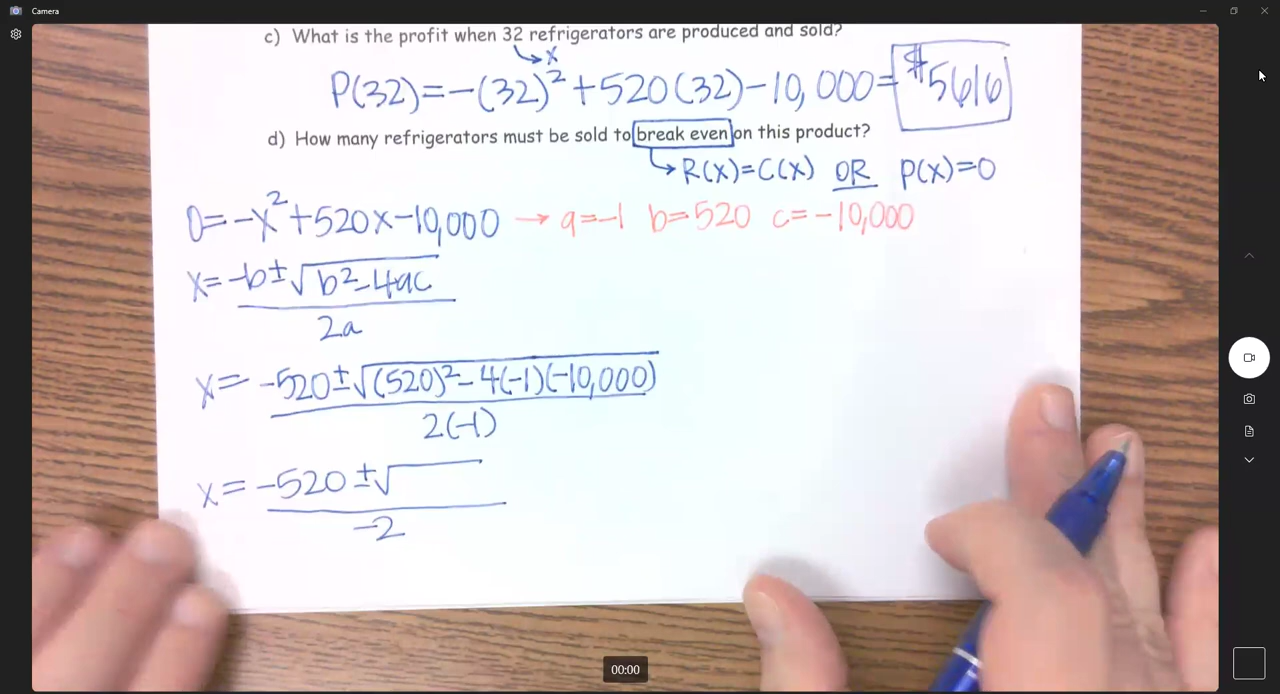 Camera
c) What is the profit when 32 refrigerators are produced and sold?
x
P(32)=-(32)²+520(32)-10,000=$5616
d) How many refrigerators must be sold to break even on this product?
R(x)=C(x) OR P(x)=0
0=-x²+520x-10,000 → a=-1 b=520 c=-10,000
x=-b±√b²-4ac
2a
x=-520±√(520)²-4(-1)(-10,000)
2(-1)
x=-520±√
-2
00:00